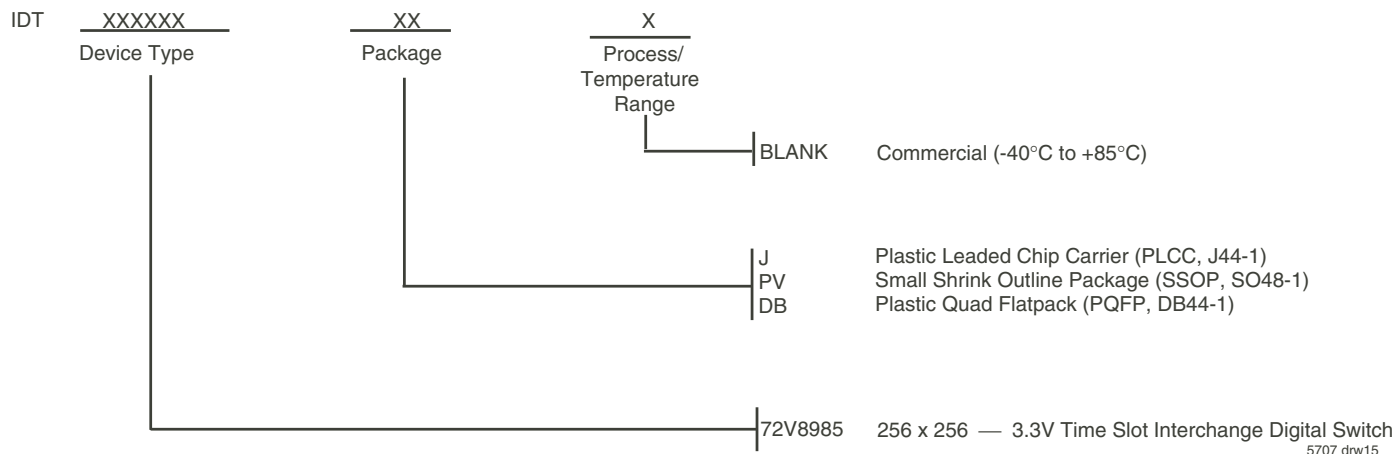 IDT XXXXXX XX X
Device Type Package Process/
Temperature
Range
BLANK Commercial (-40°C to +85°C)
J Plastic Leaded Chip Carrier (PLCC, J44-1)
PV Small Shrink Outline Package (SSOP, SO48-1)
DB Plastic Quad Flatpack (PQFP, DB44-1)
72V8985 256 x 256 — 3.3V Time Slot Interchange Digital Switch
5707 drw15